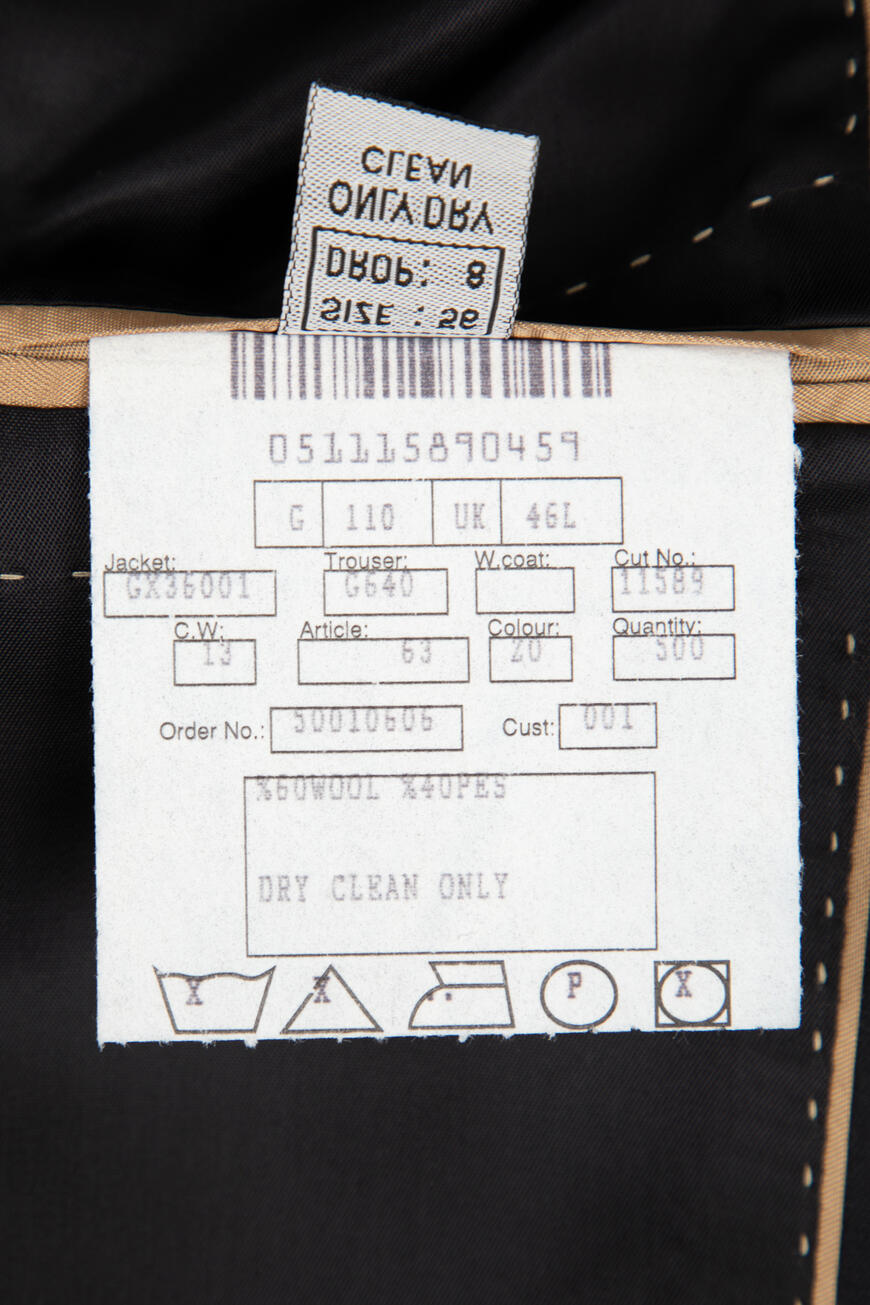 CLEAN
ONLY DRY
DROP: 8
SIZE : 56
051115890459
G 110 UK 46L
Jacket: Trouser: W.coat: Cut No.:
GX36001 G640 11589
C.W: Article: Colour: Quantity:
13 63 20 500
Order No.: 50010606 Cust: 001
%60WOOL %40PES
DRY CLEAN ONLY
X X .. P X